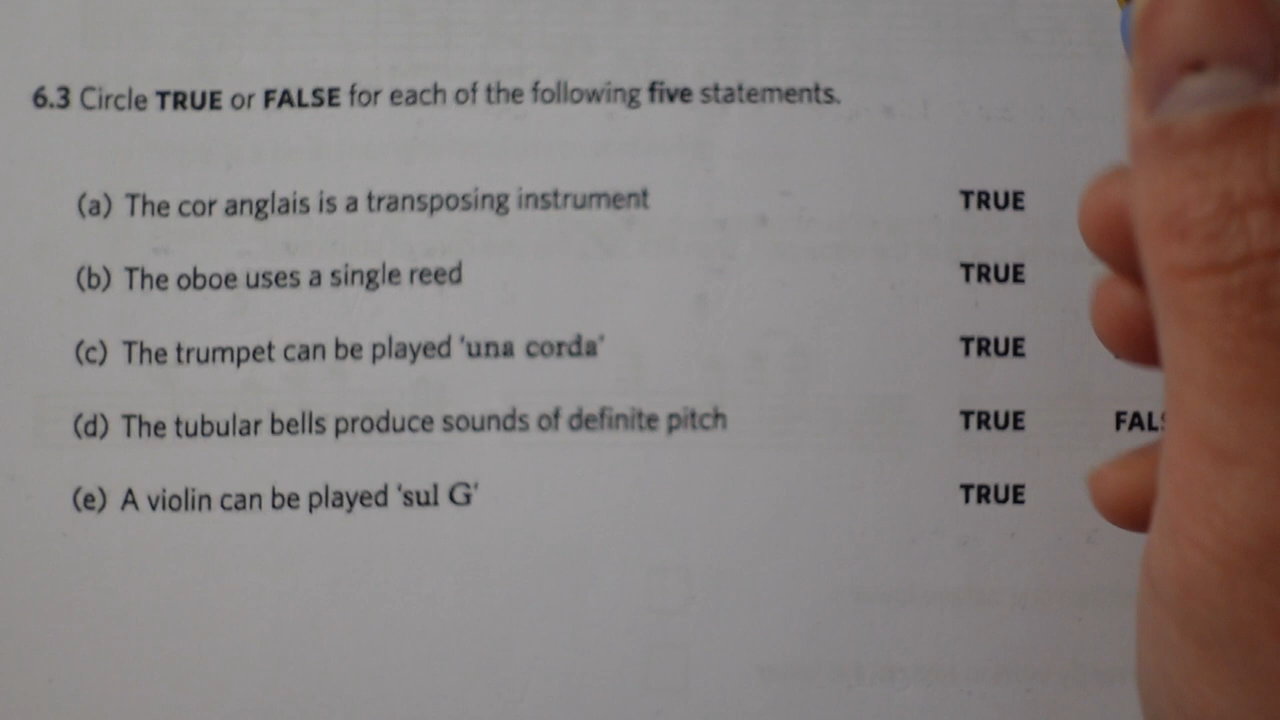 6.3 Circle TRUE or FALSE for each of the following five statements.
(a) The cor anglais is a transposing instrument TRUE
(b) The oboe uses a single reed TRUE
(c) The trumpet can be played 'una corda' TRUE
(d) The tubular bells produce sounds of definite pitch TRUE
(e) A violin can be played 'sul G' TRUE